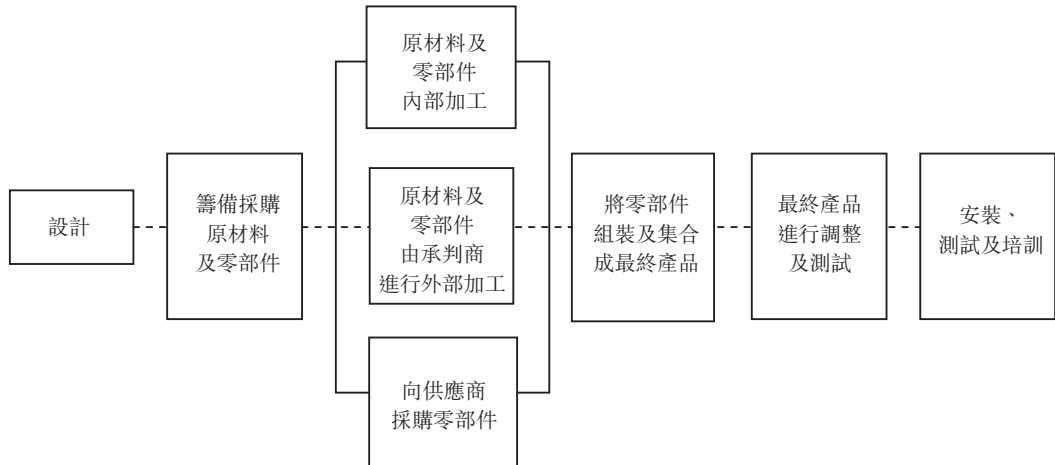 設計
籌備採購
原材料
及零部件
原材料及
零部件
內部加工
原材料及
零部件
由承判商
進行外部加工
向供應商
採購零部件
將零部件
組裝及集合
成最終產品
最終產品
進行調整
及測試
安裝、
測試及培訓